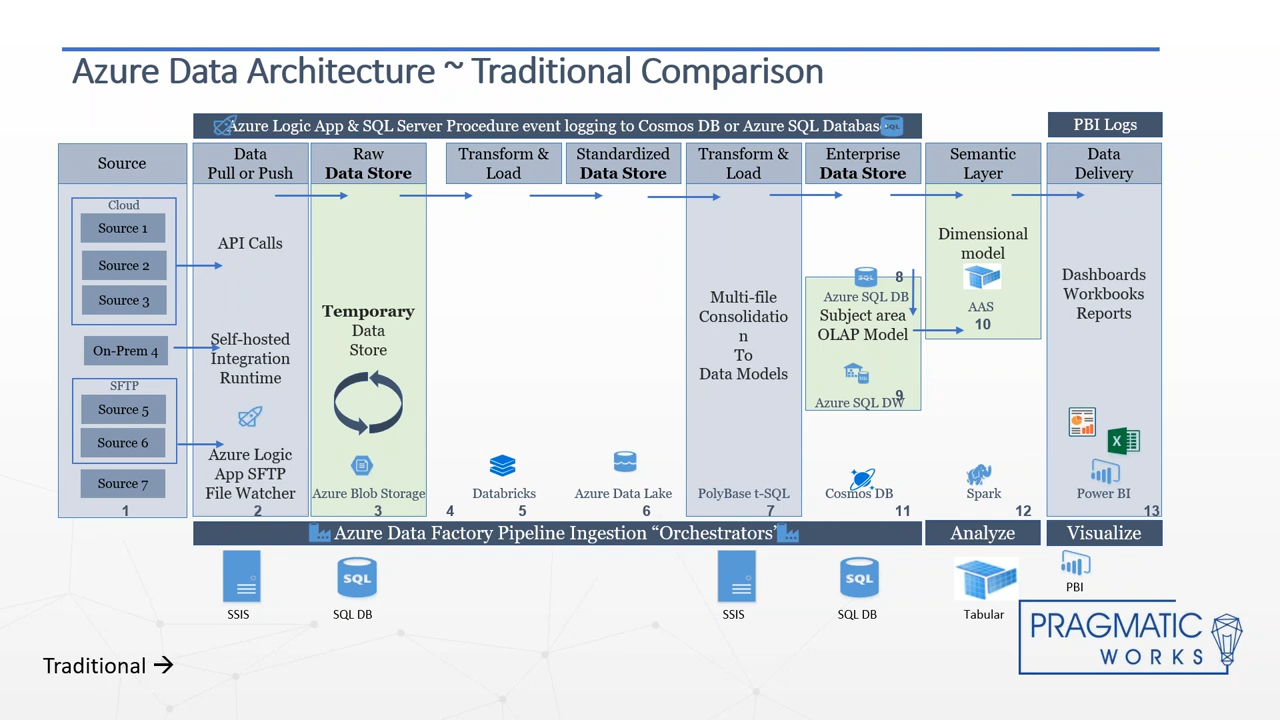 Azure Data Architecture ~ Traditional Comparison
Azure Logic App & SQL Server Procedure event logging to Cosmos DB or Azure SQL Databas
SQL
PBI Logs
Source
Data
Pull or Push
Raw
Data Store
Transform &
Load
Standardized
Data Store
Transform &
Load
Enterprise
Data Store
Semantic
Layer
Data
Delivery
Cloud
Source 1
Source 2
Source 3
On-Prem 4
SFTP
Source 5
Source 6
Source 7
1
API Calls
Self-hosted
Integration
Runtime
Azure Logic
App SFTP
File Watcher
2
Temporary
Data
Store
Azure Blob Storage
3
4
Databricks
5
Azure Data Lake
6
Multi-file
Consolidatio
n
To
Data Models
PolyBase t-SQL
7
SQL
8
Azure SQL DB
Subject area
OLAP Model
9
Azure SQL DW
Cosmos DB
11
Dimensional
model
AAS
10
Spark
12
Dashboards
Workbooks
Reports
X
Power BI
13
Azure Data Factory Pipeline Ingestion “Orchestrators’
Analyze
Visualize
SSIS
SQL
SQL DB
SSIS
SQL
SQL DB
Tabular
PBI
Traditional
PRAGMATIC
WORKS